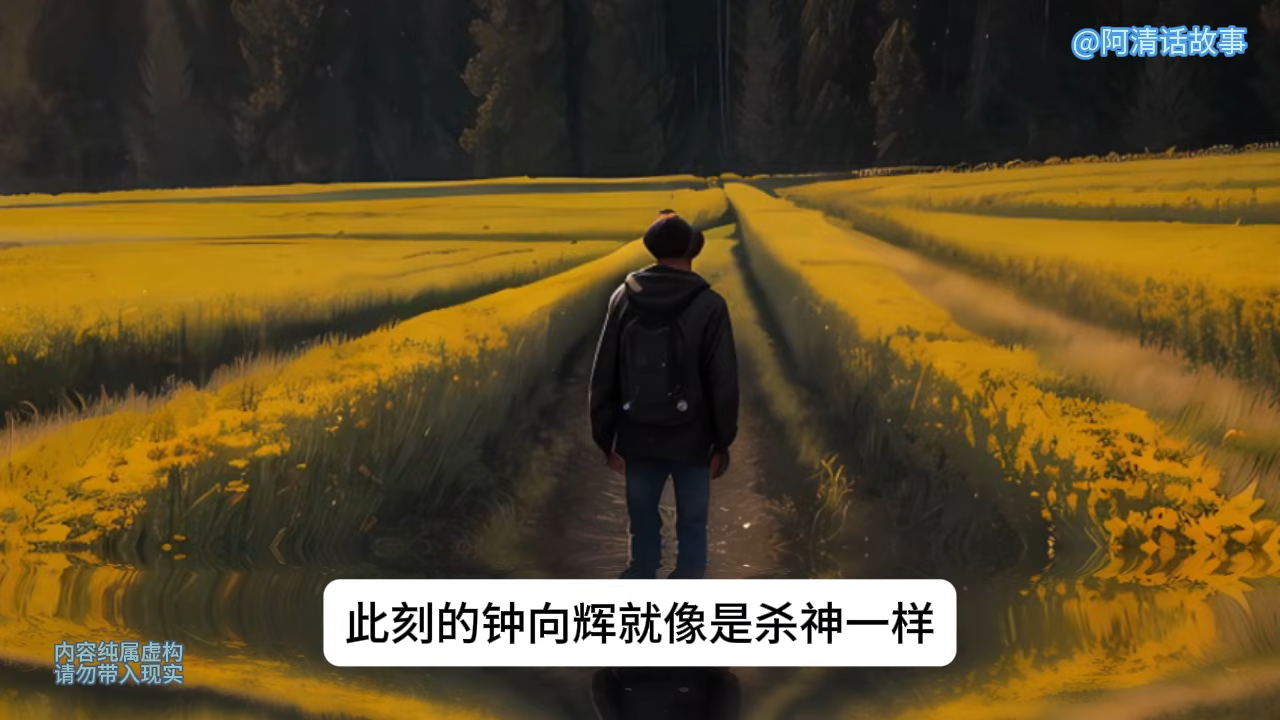 @阿清话故事
此刻的钟向辉就像是杀神一样
内容纯属虚构
请勿带入现实